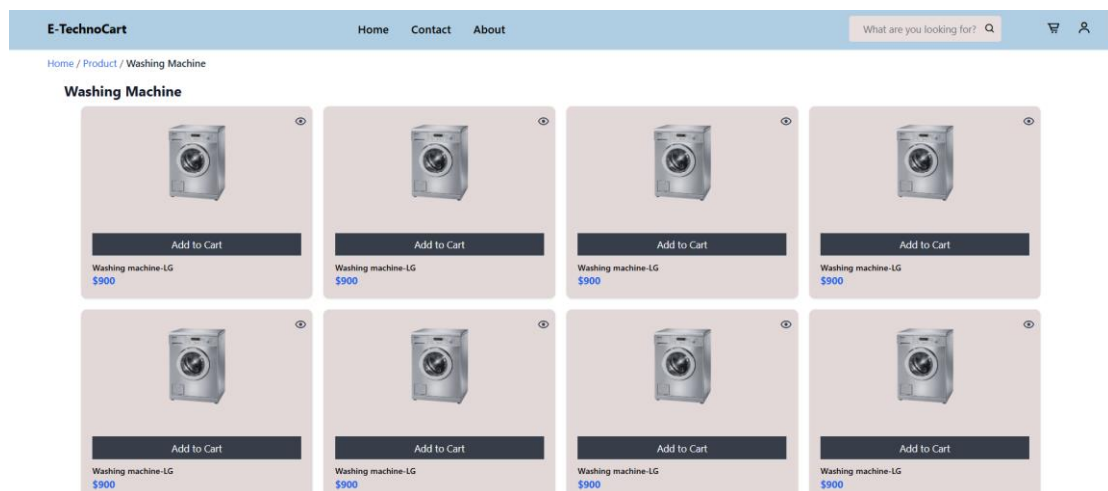 E-TechnoCart Home Contact About What are you looking for?
Home / Product / Washing Machine
Washing Machine
Add to Cart Add to Cart Add to Cart Add to Cart
Washing machine-LG Washing machine-LG Washing machine-LG Washing machine-LG
$900 $900 $900 $900
Add to Cart Add to Cart Add to Cart Add to Cart
Washing machine-LG Washing machine-LG Washing machine-LG Washing machine-LG
$900 $900 $900 $900